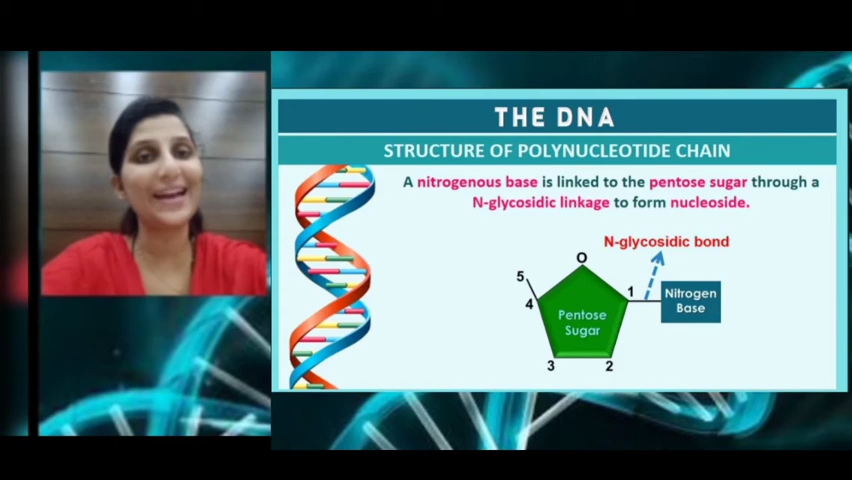 THE DNA
STRUCTURE OF POLYNUCLEOTIDE CHAIN
A nitrogenous base is linked to the pentose sugar through a
N-glycosidic linkage to form nucleoside.
N-glycosidic bond
O
5
4
1
Nitrogen
Base
Pentose
Sugar
3
2